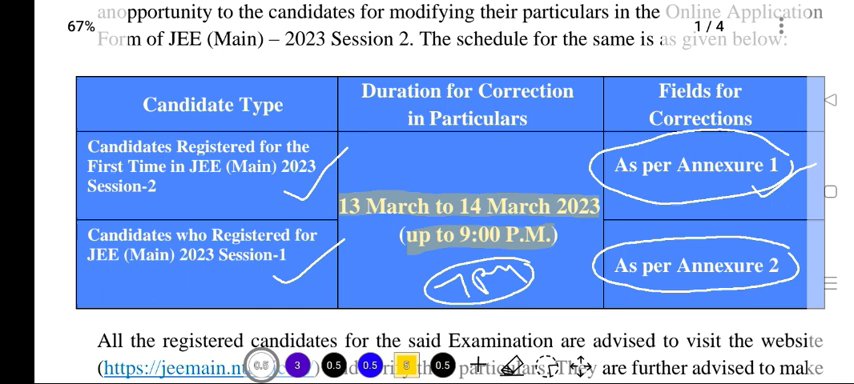 anopportunity to the candidates for modifying their particulars in the Online Application
67%
1 / 4
Form of JEE (Main) – 2023 Session 2. The schedule for the same is as given below:
Candidate Type
Duration for Correction
in Particulars
Fields for
Corrections
Candidates Registered for the
First Time in JEE (Main) 2023
Session-2
As per Annexure 1
13 March to 14 March 2023
(up to 9:00 P.M.)
Candidates who Registered for
JEE (Main) 2023 Session-1
As per Annexure 2
All the registered candidates for the said Examination are advised to visit the website
(https://jeemain.n
particulars. They are further advised to make
0.5 3 0.5 0.5 6 0.5